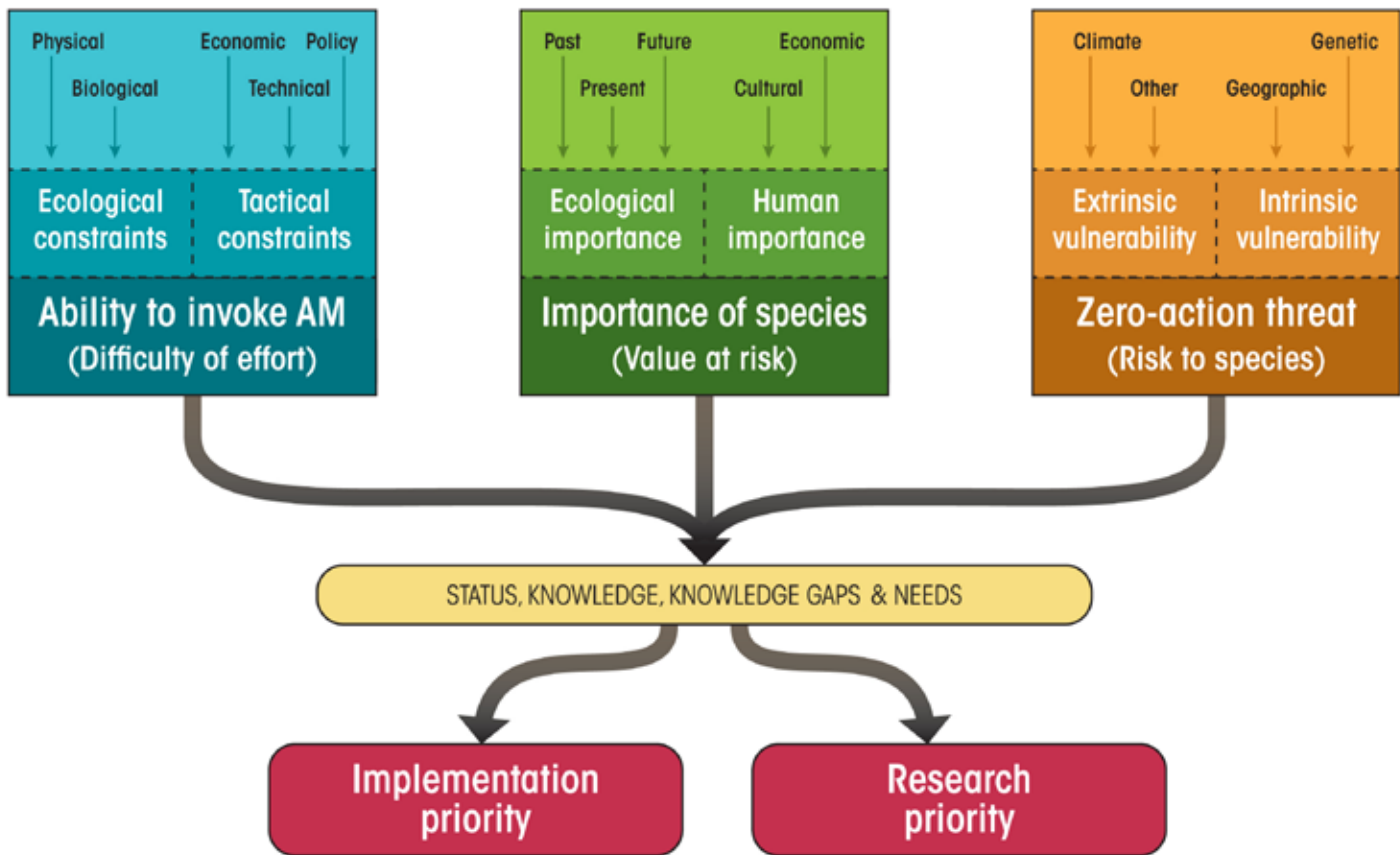 Physical
Economic
Policy
Biological
Technical
Ecological
constraints
Tactical
constraints
Ability to invoke AM
(Difficulty of effort)
Past
Future
Economic
Present
Cultural
Ecological
importance
Human
importance
Importance of species
(Value at risk)
Climate
Genetic
Other
Geographic
Extrinsic
vulnerability
Intrinsic
vulnerability
Zero-action threat
(Risk to species)
STATUS, KNOWLEDGE, KNOWLEDGE GAPS & NEEDS
Implementation
priority
Research
priority